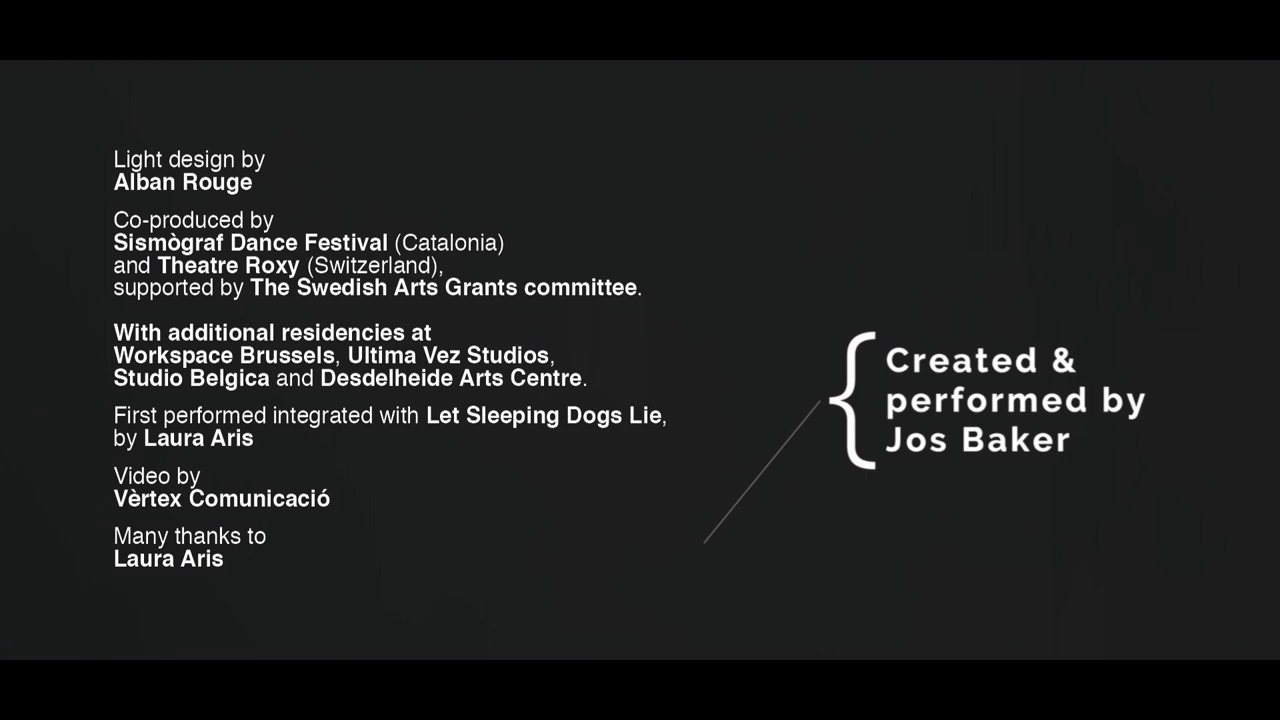 Light design by
Alban Rouge
Co-produced by
Sismògraf Dance Festival (Catalonia)
and Theatre Roxy (Switzerland),
supported by The Swedish Arts Grants committee.
With additional residencies at
Workspace Brussels, Ultima Vez Studios,
Studio Belgica and Desdelheide Arts Centre.
First performed integrated with Let Sleeping Dogs Lie,
by Laura Aris
Video by
Vèrtex Comunicació
Many thanks to
Laura Aris
Created &
performed by
Jos Baker